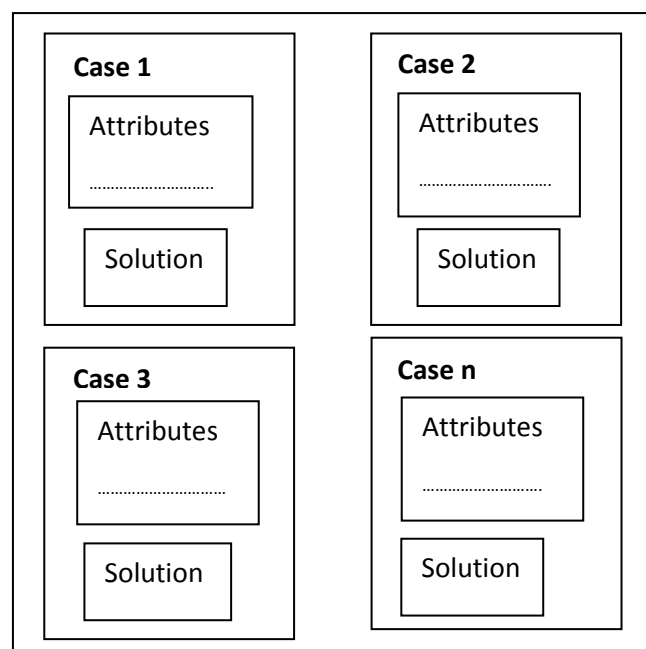 Case 1
Attributes
………………………..
Solution
Case 2
Attributes
………………………….
Solution
Case 3
Attributes
…………………………
Solution
Case n
Attributes
……………………….
Solution